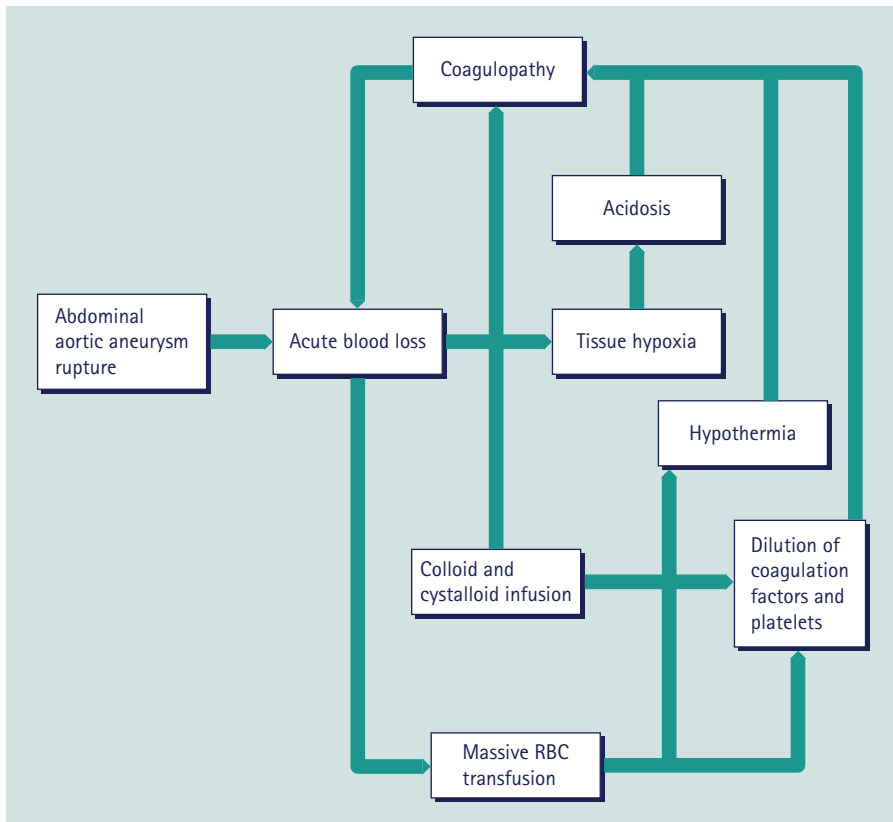 Coagulopathy
Acidosis
Abdominal
aortic aneurysm
rupture
Acute blood loss
Tissue hypoxia
Hypothermia
Colloid and
cystalloid infusion
Dilution of
coagulation
factors and
platelets
Massive RBC
transfusion